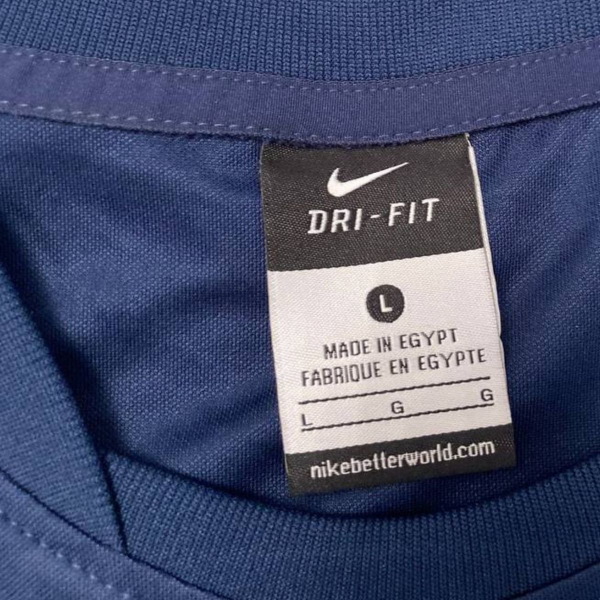 DRI-FIT
L
MADE IN EGYPT
FABRIQUE EN EGYPTE
L G G
nikebetterworld.com